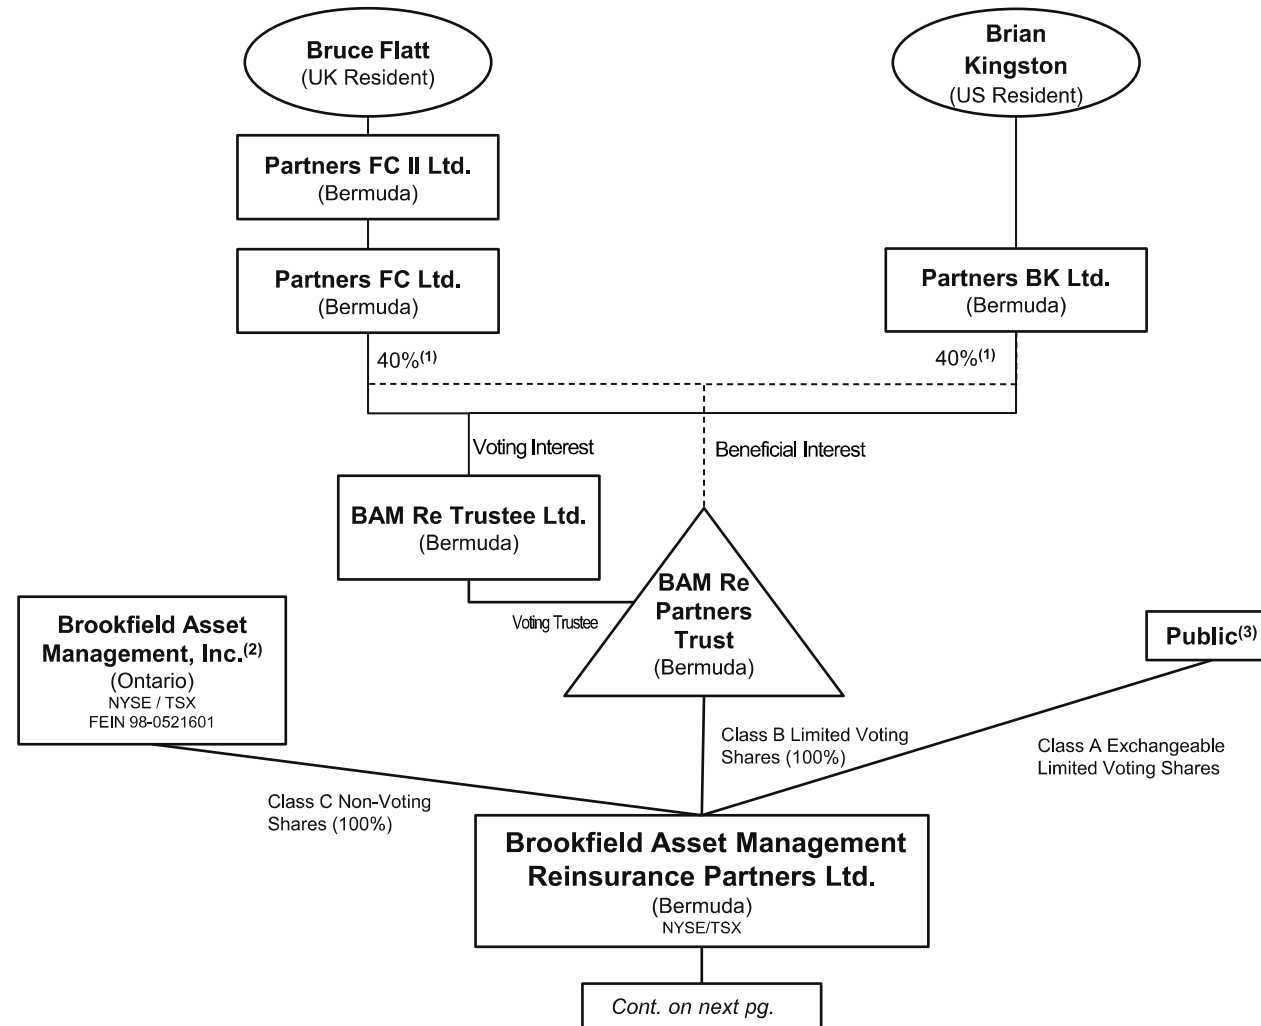 Bruce Flatt
(UK Resident)
Brian
Kingston
(US Resident)
Partners FC II Ltd.
(Bermuda)
Partners FC Ltd.
(Bermuda)
Partners BK Ltd.
(Bermuda)
40%(1)
40%(1)
Voting Interest
Beneficial Interest
BAM Re Trustee Ltd.
(Bermuda)
Voting Trustee
BAM Re
Partners
Trust
(Bermuda)
Brookfield Asset
Management, Inc.(2)
(Ontario)
NYSE / TSX
FEIN 98-0521601
Public(3)
Class C Non-Voting
Shares (100%)
Class B Limited Voting
Shares (100%)
Class A Exchangeable
Limited Voting Shares
Brookfield Asset Management
Reinsurance Partners Ltd.
(Bermuda)
NYSE/TSX
Cont. on next pg.